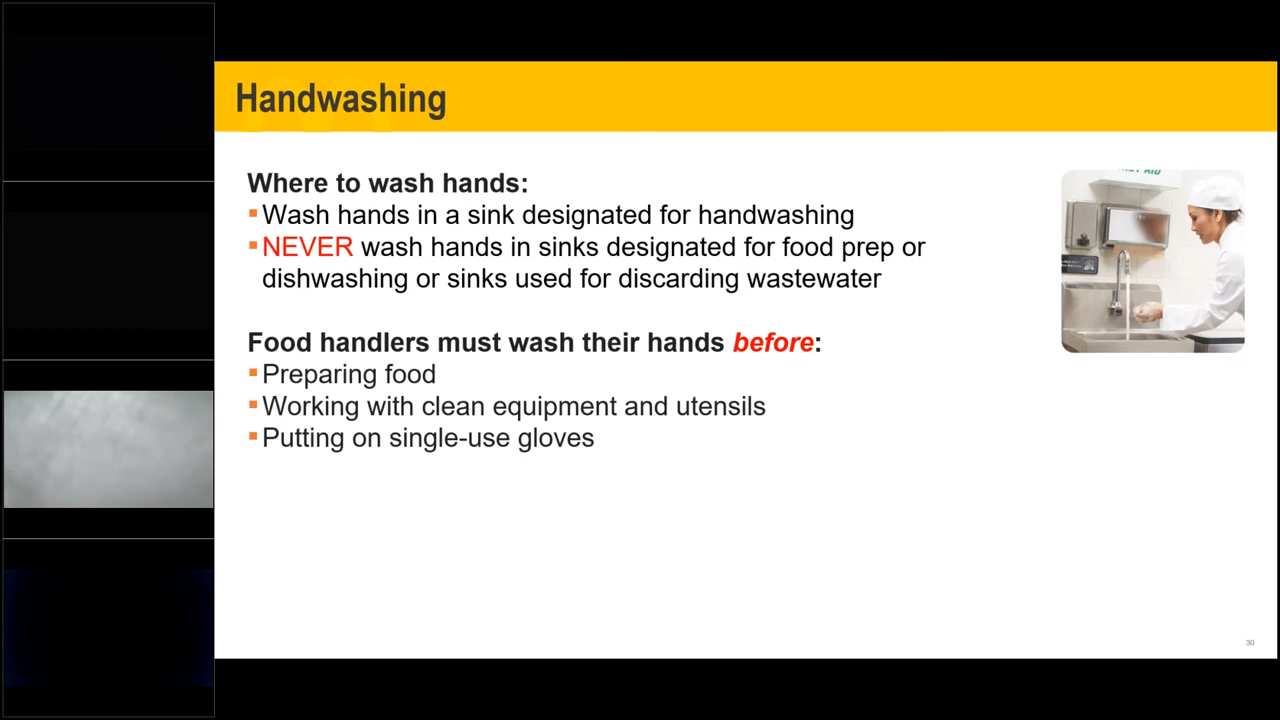 Handwashing
Where to wash hands:
▪Wash hands in a sink designated for handwashing
▪NEVER wash hands in sinks designated for food prep or
dishwashing or sinks used for discarding wastewater
Food handlers must wash their hands before:
▪Preparing food
▪Working with clean equipment and utensils
▪Putting on single-use gloves
30